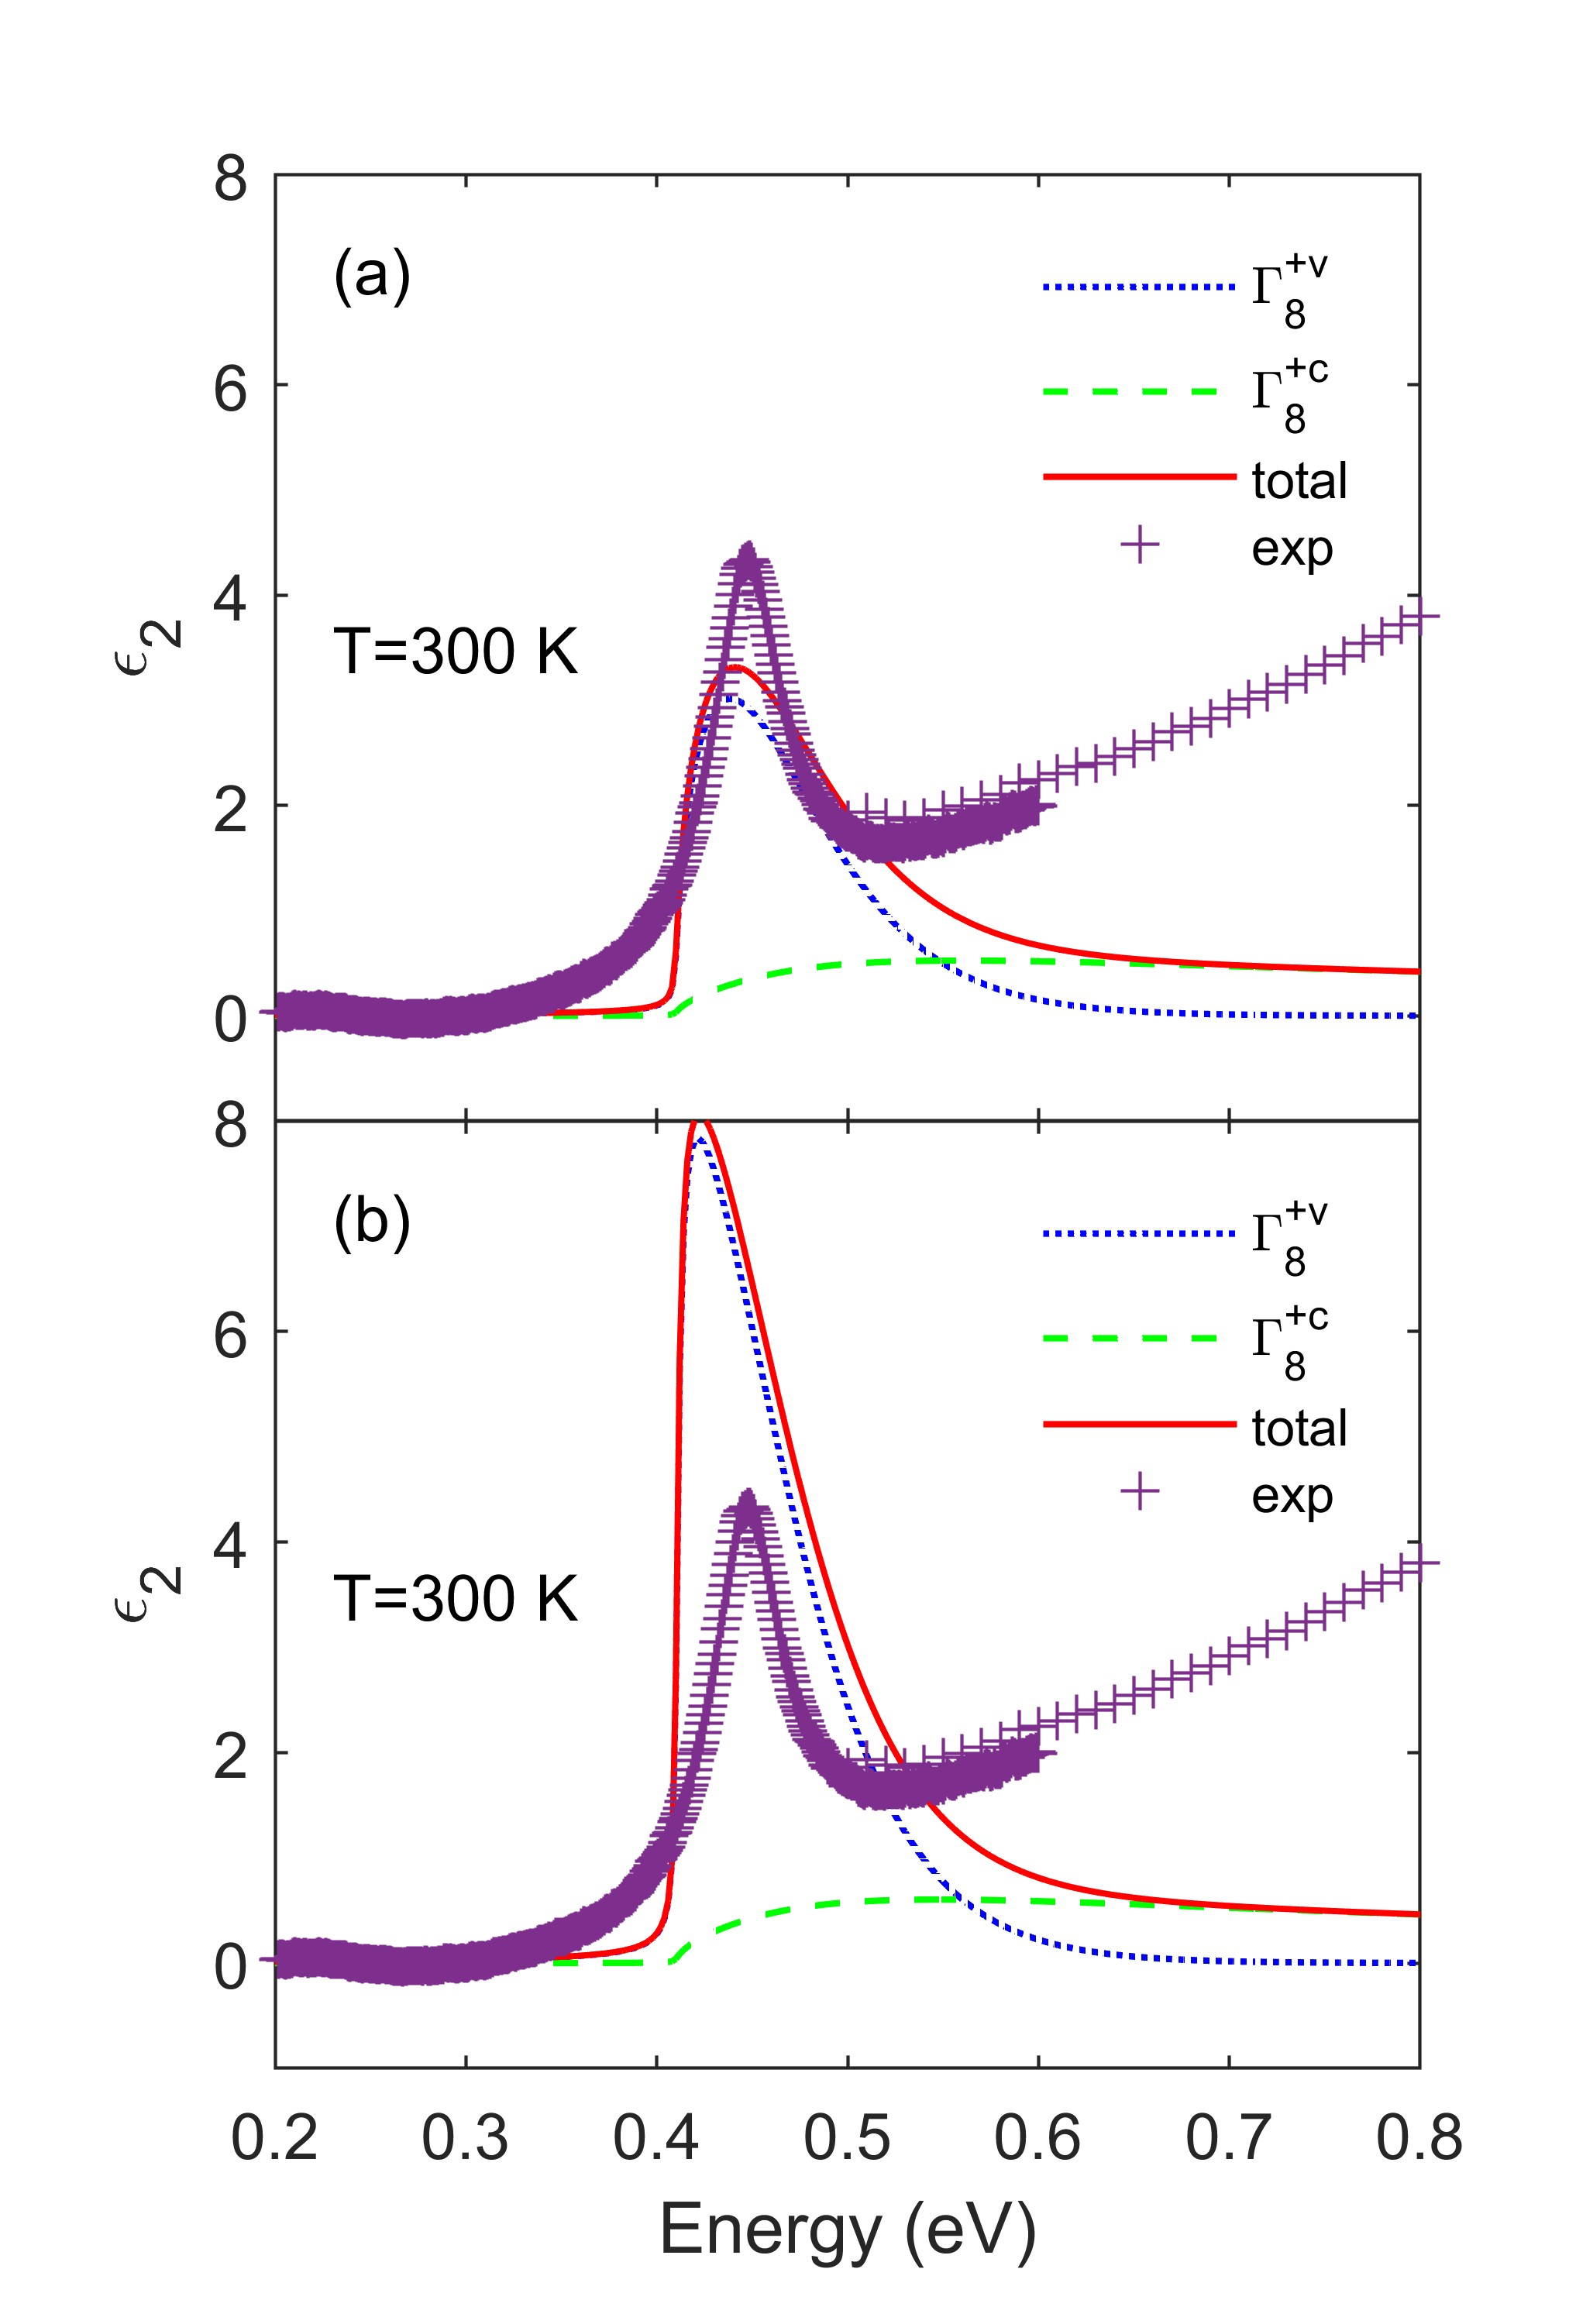 8
(a)
Γ₈⁺ᵛ
6
Γ₈⁺ᶜ
total
exp
4
ϵ₂
T=300 K
2
0
8
(b)
Γ₈⁺ᵛ
6
Γ₈⁺ᶜ
total
exp
4
ϵ₂
T=300 K
2
0
0.2 0.3 0.4 0.5 0.6 0.7 0.8
Energy (eV)